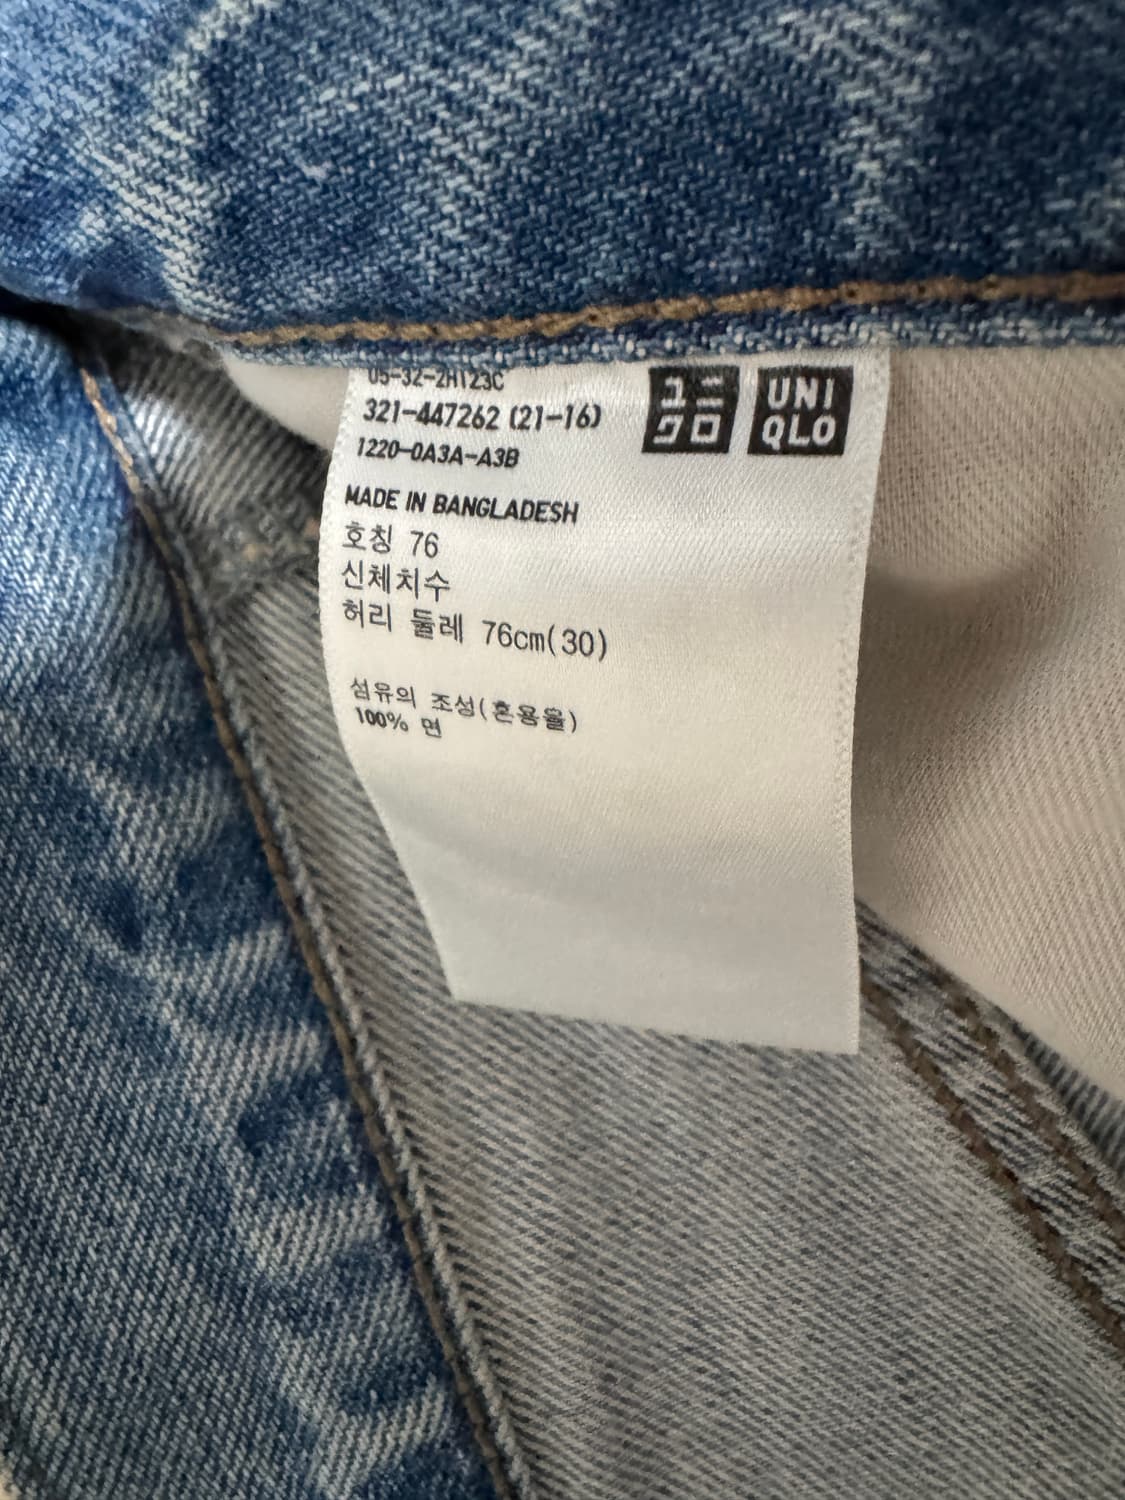 05-32-2H123C
321-447262 (21-16)
1220-0A3A-A3B
ユニ
クロ
UNI
QLO
MADE IN BANGLADESH
호칭 76
신체치수
허리 둘레 76cm(30)
섬유의 조성(혼용율)
100% 면